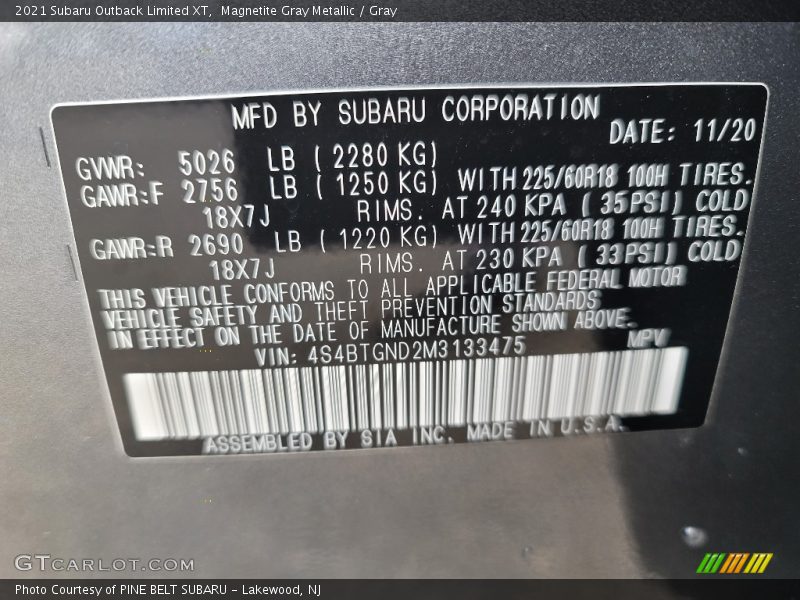 2021 Subaru Outback Limited XT,  Magnetite Gray Metallic / Gray
MFD BY SUBARU CORPORATION
DATE: 11/20
GVWR: 5026 LB ( 2280 KG)
GAWR:F 2756 LB ( 1250 KG) WITH 225/60R18 100H TIRES.
18X7J RIMS. AT 240 KPA ( 35PSI) COLD
GAWR:R 2690 LB ( 1220 KG) WITH 225/60R18 100H TIRES.
18X7J RIMS. AT 230 KPA ( 33PSI) COLD
THIS VEHICLE CONFORMS TO ALL APPLICABLE FEDERAL MOTOR
VEHICLE SAFETY AND THEFT PREVENTION STANDARDS
IN EFFECT ON THE DATE OF MANUFACTURE SHOWN ABOVE.
VIN: 4S4BTGND2M3133475 MPV
ASSEMBLED BY SIA INC. MADE IN U.S.A.
GTCARLOT.COM
Photo Courtesy of PINE BELT SUBARU – Lakewood, NJ